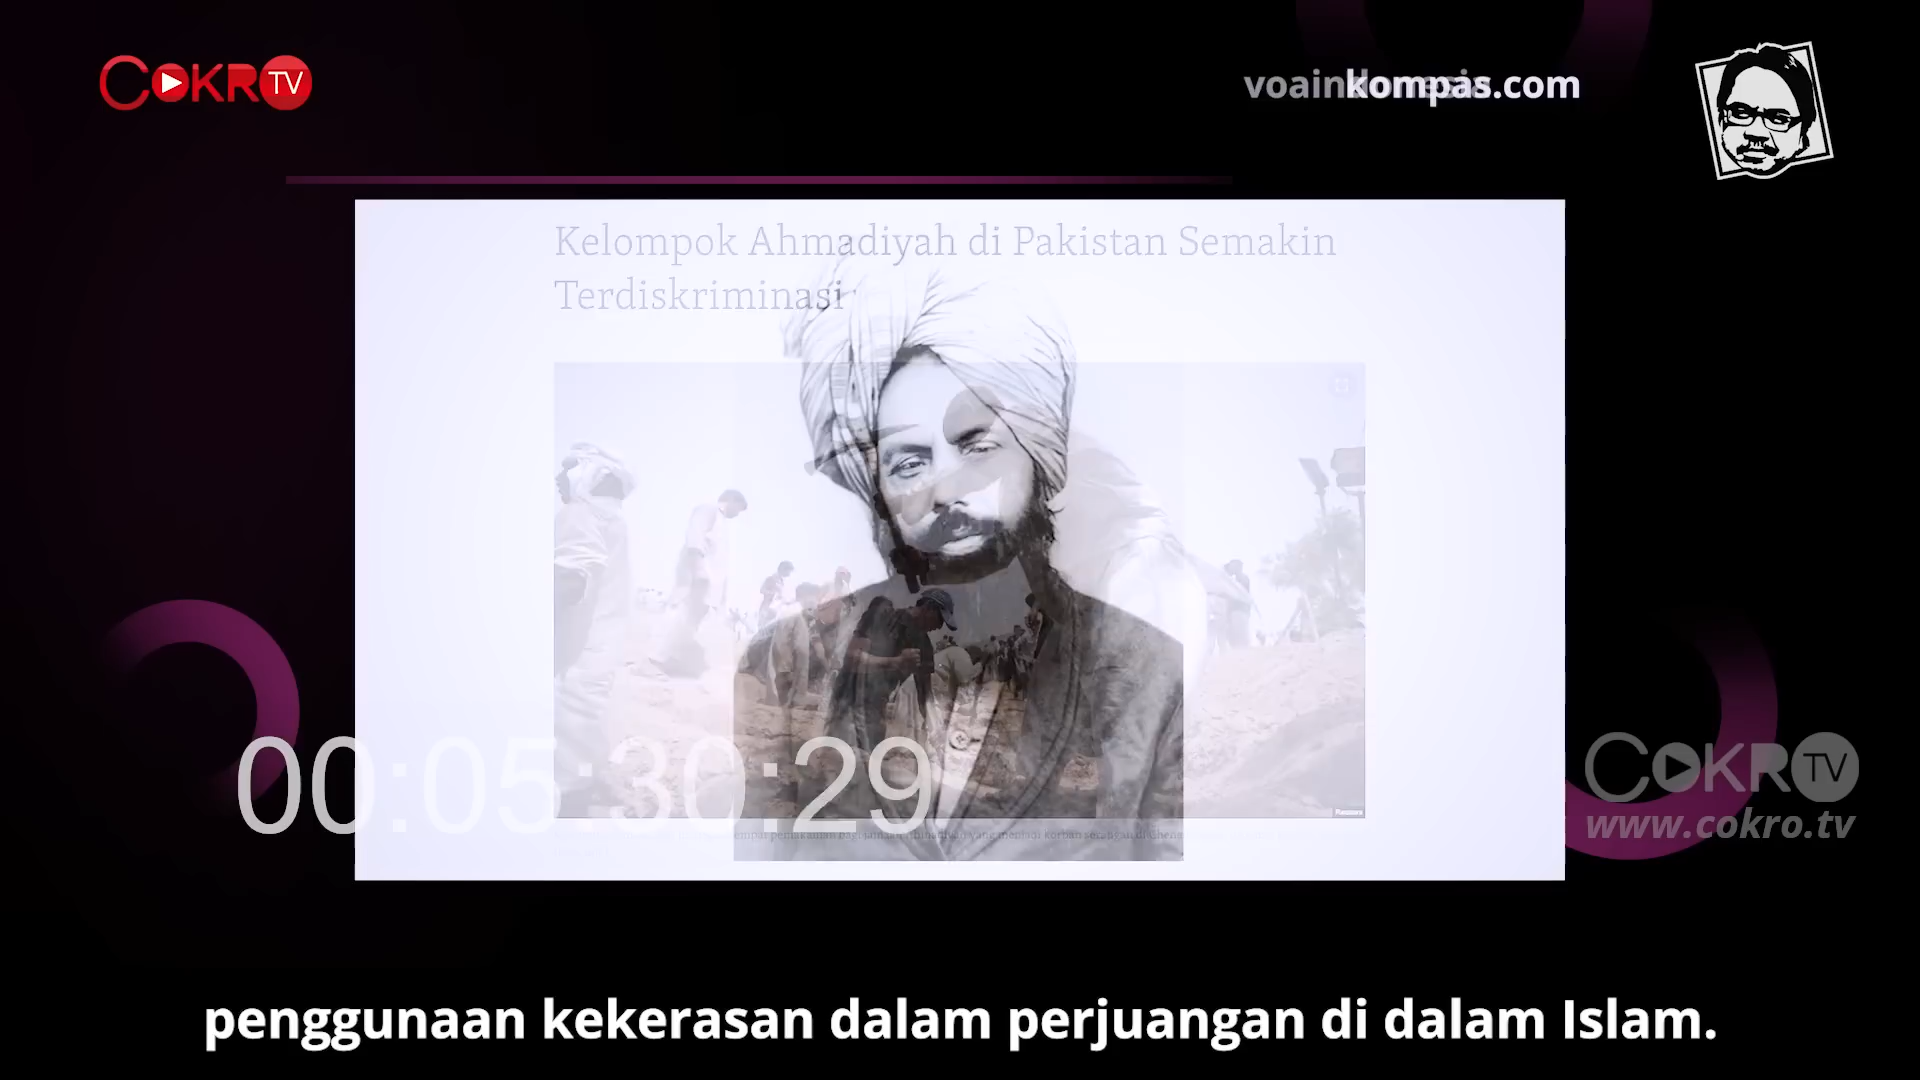 COKRO TV
kompas.com
Kelompok Ahmadiyah di Pakistan Semakin
Terdiskriminasi
00:05:30:29
COKRO TV
www.cokro.tv
penggunaan kekerasan dalam perjuangan di dalam Islam.